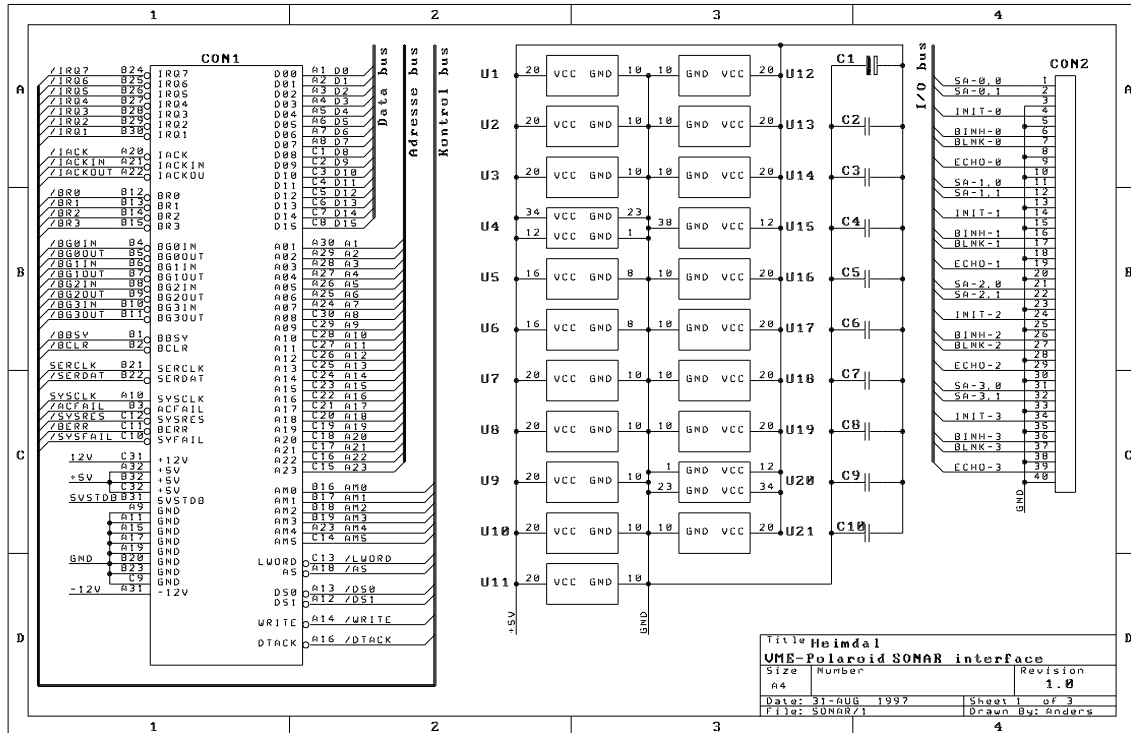 1 2 3 4
A B C D
CON1
/IRQ7 B24 IRQ7
/IRQ6 B25 IRQ6
/IRQ5 B26 IRQ5
/IRQ4 B27 IRQ4
/IRQ3 B28 IRQ3
/IRQ2 B29 IRQ2
/IRQ1 B30 IRQ1
/IACK A20 IACK
/IACKIN A21 IACKIN
/IACKOUT A22 IACKOU
/BR0 B12 BR0
/BR1 B13 BR1
/BR2 B14 BR2
/BR3 B15 BR3
/BG0IN B4 BG0IN
/BG0OUT B5 BG0OUT
/BG1IN B6 BG1IN
/BG1OUT B7 BG1OUT
/BG2IN B8 BG2IN
/BG2OUT B9 BG2OUT
/BG3IN B10 BG3IN
/BG3OUT B11 BG3OUT
/BBSY B1 BBSY
/BCLR B2 BCLR
SERCLK B21 SERCLK
/SERDAT B22 SERDAT
SYSCLK A10 SYSCLK
/ACFAIL B3 ACFAIL
/SYSRES C12 SYSRES
/BERR C11 BERR
/SYSFAIL C10 SYFAIL
12V C31 +12V
A32 +5V
+5V B32 +5V
C32 +5V
5VSTDB B31 5VSTDB
A9 GND
A11 GND
A15 GND
A17 GND
A19 GND
GND B20 GND
B23 GND
C9 GND
-12V A31 -12V
D00 A1 D0
D01 A2 D1
D02 A3 D2
D03 A4 D3
D04 A5 D4
D05 A6 D5
D06 A7 D6
D07 A8 D7
D08 C1 D8
D09 C2 D9
D10 C3 D10
D11 C4 D11
D12 C5 D12
D13 C6 D13
D14 C7 D14
D15 C8 D15
A01 A30 A1
A02 A29 A2
A03 A28 A3
A04 A27 A4
A05 A26 A5
A06 A25 A6
A07 A24 A7
A08 C30 A8
A09 C29 A9
A10 C28 A10
A11 C27 A11
A12 C26 A12
A13 C25 A13
A14 C24 A14
A15 C23 A15
A16 C22 A16
A17 C21 A17
A18 C20 A18
A19 C19 A19
A20 C18 A20
A21 C17 A21
A22 C16 A22
A23 C15 A23
AM0 B16 AM0
AM1 B17 AM1
AM2 B18 AM2
AM3 B19 AM3
AM4 A23 AM4
AM5 C14 AM5
LWORD C13 /LWORD
AS A18 /AS
DS0 A13 /DS0
DS1 A12 /DS1
WRITE A14 /WRITE
DTACK A16 /DTACK
Data bus
Adresse bus
Kontrol bus
U1 20 VCC GND 10 10 GND VCC 20 U12 C1
U2 20 VCC GND 10 10 GND VCC 20 U13 C2
U3 20 VCC GND 10 10 GND VCC 20 U14 C3
U4 34 VCC GND 23 38 GND VCC 12 U15 C4
12 VCC GND 1
U5 16 VCC GND 8 10 GND VCC 20 U16 C5
U6 16 VCC GND 8 10 GND VCC 20 U17 C6
U7 20 VCC GND 10 10 GND VCC 20 U18 C7
U8 20 VCC GND 10 10 GND VCC 20 U19 C8
U9 20 VCC GND 10 1 GND VCC 12 U20 C9
23 GND VCC 34
U10 20 VCC GND 10 10 GND VCC 20 U21 C10
U11 20 VCC GND 10
+5V
GND
I/O bus
CON2
SA-0,0 1
SA-0,1 2
3
INIT-0 4
5
BINH-0 6
BLNK-0 7
8
ECHO-0 9
10
SA-1,0 11
SA-1,1 12
13
INIT-1 14
15
BINH-1 16
BLNK-1 17
18
ECHO-1 19
20
SA-2,0 21
SA-2,1 22
23
INIT-2 24
25
BINH-2 26
BLNK-2 27
28
ECHO-2 29
30
SA-3,0 31
SA-3,1 32
33
INIT-3 34
35
BINH-3 36
BLNK-3 37
38
ECHO-3 39
40
GND
Title Heimdal
VME-Polaroid SONAR interface
Size Number Revision
A4 1.0
Date: 31-AUG 1997 Sheet 1 of 3
File: SONAR/1 Drawn By: Anders
A B C D
1 2 3 4